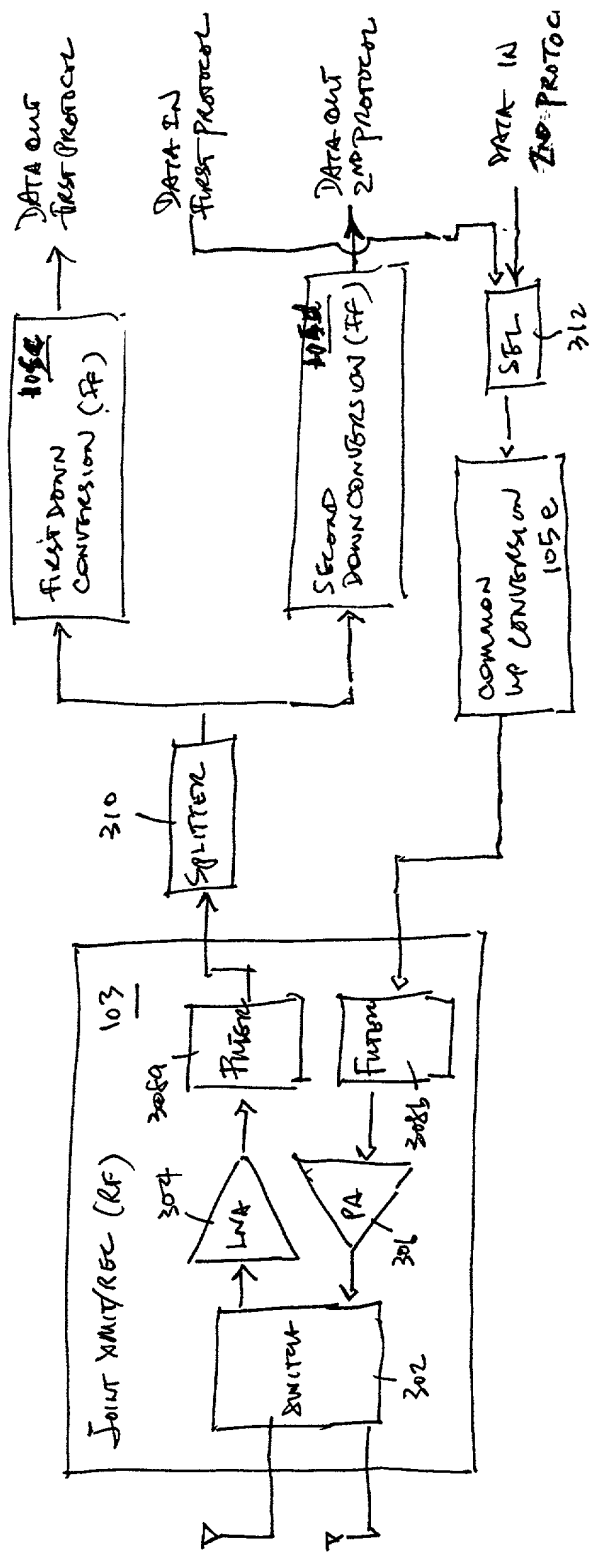 JOINT XMIT/REC (RF)
103
SWITCH
302
LNA
304
PA
306
FILTER
308a
FILTER
308b
SPLITTER
310
FIRST DOWN
CONVERSION (IF)
DATA OUT
FIRST PROTOCOL
DATA IN
FIRST PROTOCOL
SECOND
DOWN CONVERSION (IF)
DATA OUT
2ND PROTOCOL
COMMON
UP CONVERSION
105e
SEL
312
DATA IN
2ND PROTOC